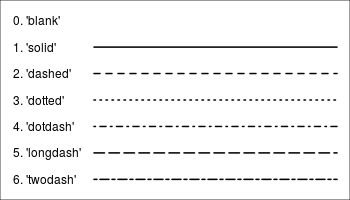 0. 'blank'
1. 'solid'
2. 'dashed'
3. 'dotted'
4. 'dotdash'
5. 'longdash'
6. 'twodash'